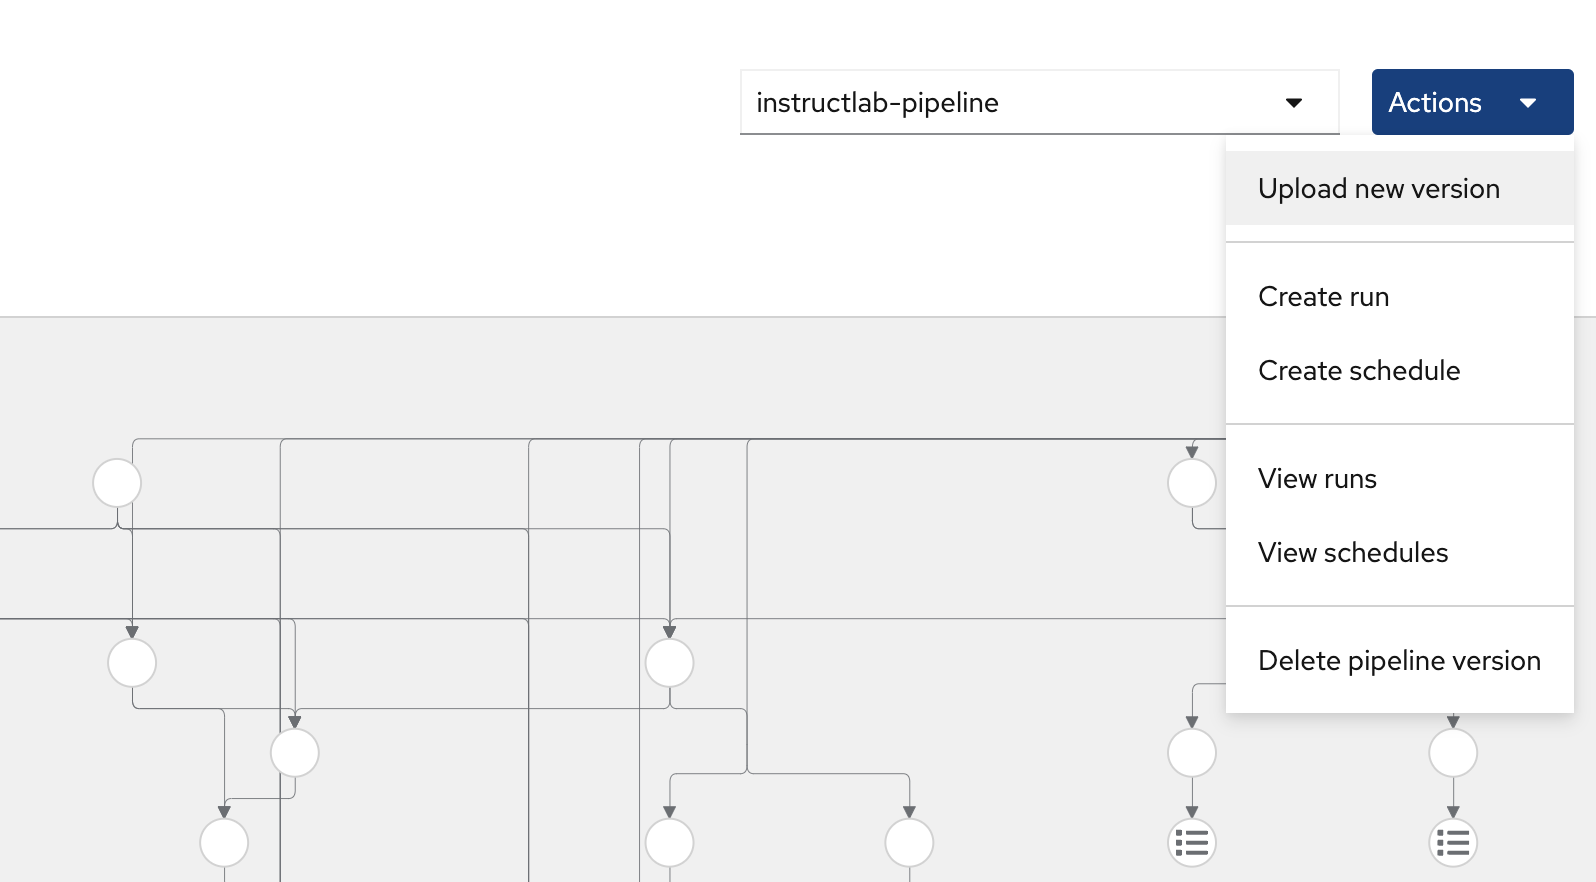 instructlab-pipeline
Actions
Upload new version
Create run
Create schedule
View runs
View schedules
Delete pipeline version